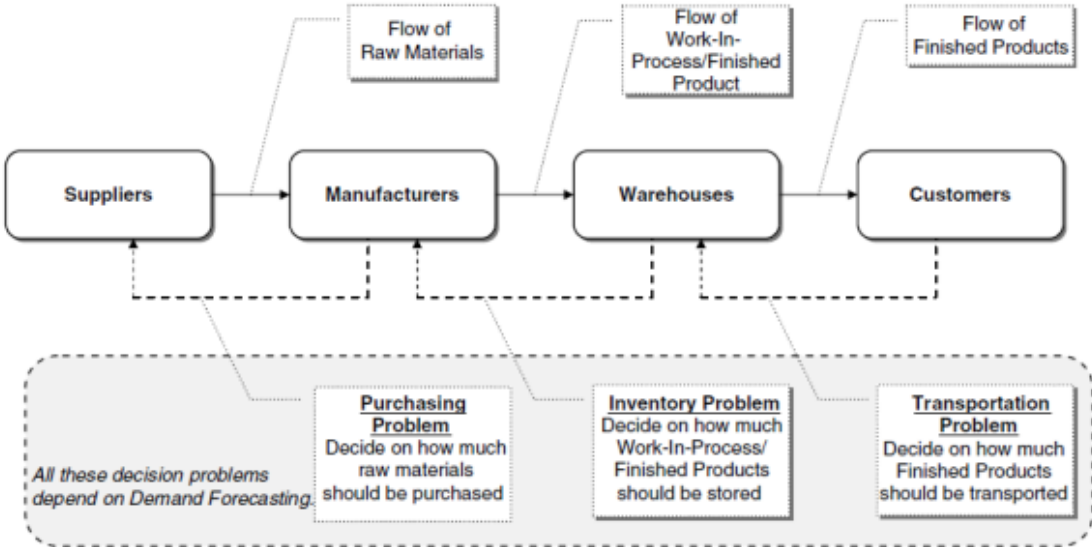 Flow of
Raw Materials
Flow of
Work-In-
Process/Finished
Product
Flow of
Finished Products
Suppliers
Manufacturers
Warehouses
Customers
Purchasing
Problem
Decide on how much
raw materials
should be purchased
Inventory Problem
Decide on how much
Work-In-Process/
Finished Products
should be stored
Transportation
Problem
Decide on how much
Finished Products
should be transported
All these decision problems
depend on Demand Forecasting.